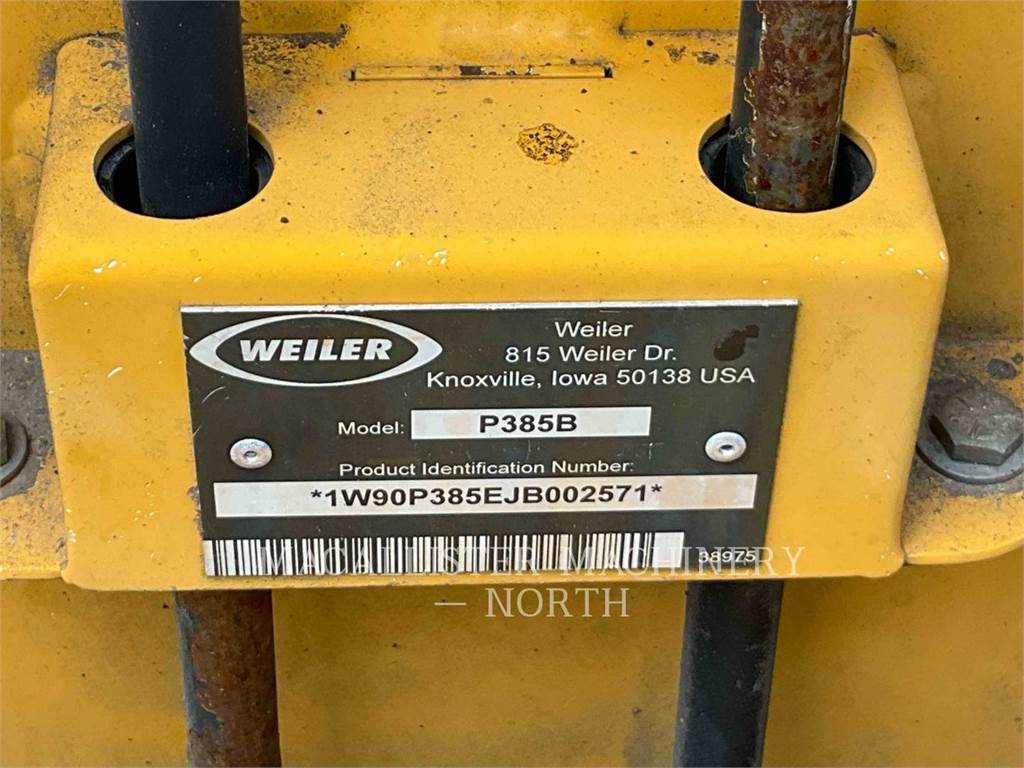 WEILER
Weiler
815 Weiler Dr.
Knoxville, Iowa 50138 USA
Model: P385B
Product Identification Number:
*1W90P385EJB002571*
38975
MACALLISTER MACHINERY
— NORTH